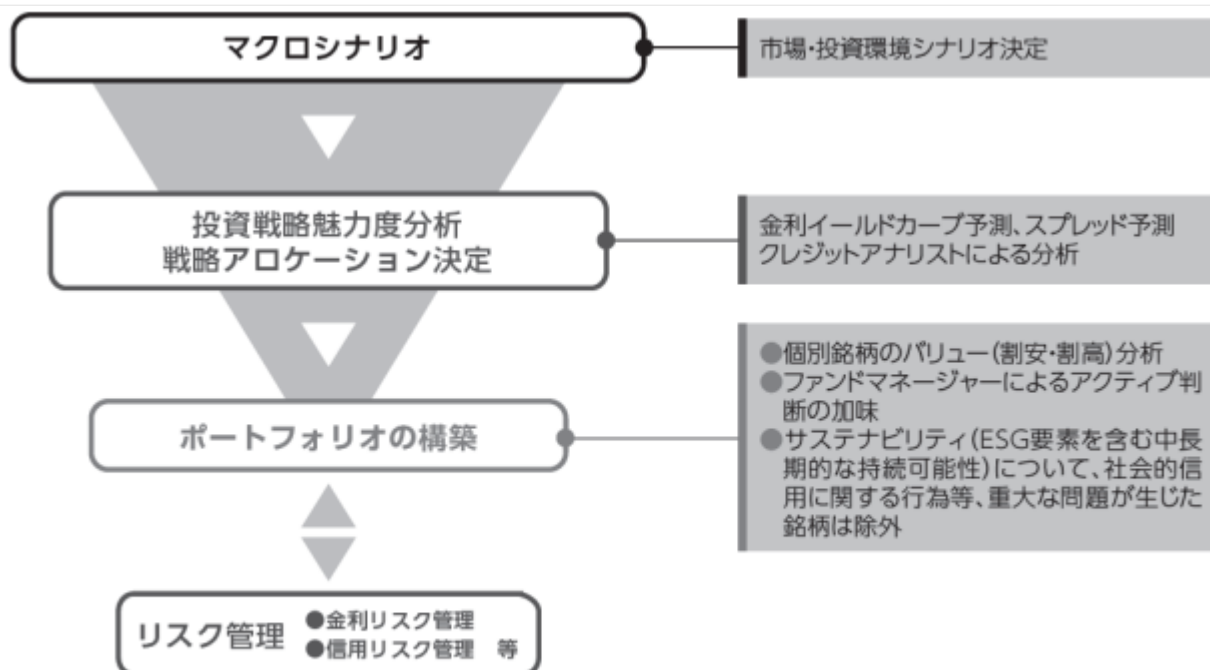 マクロシナリオ
市場・投資環境シナリオ決定
投資戦略魅力度分析
戦略アロケーション決定
金利イールドカーブ予測、スプレッド予測
クレジットアナリストによる分析
ポートフォリオの構築
●個別銘柄のバリュー(割安・割高)分析
●ファンドマネージャーによるアクティブ判
断の加味
●サステナビリティ(ESG要素を含む中長
期的な持続可能性)について、社会的信
用に関する行為等、重大な問題が生じた
銘柄は除外
リスク管理
●金利リスク管理
●信用リスク管理 等